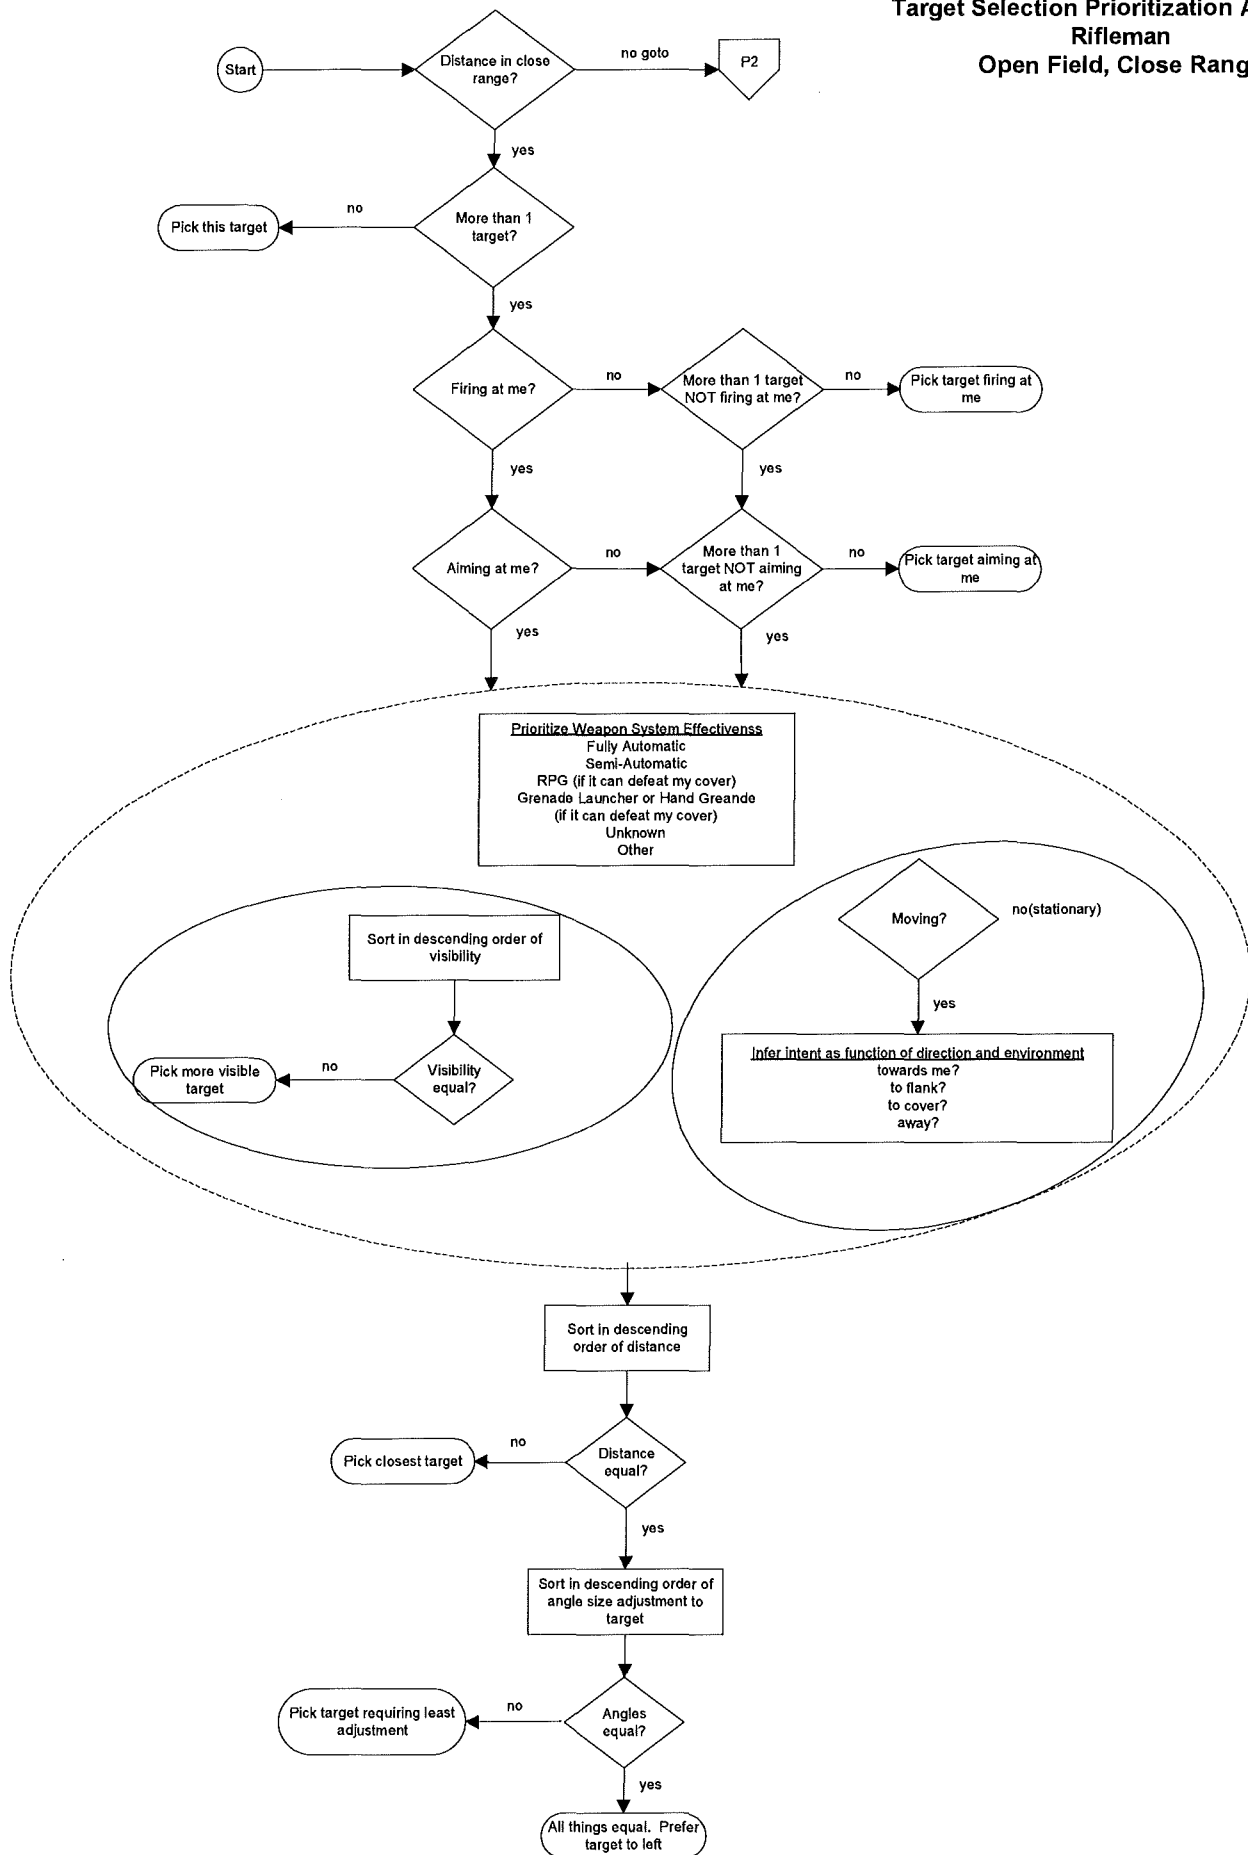 Target Selection Prioritization A
Rifleman
Open Field, Close Rang
Start
Distance in close
range?
no goto
P2
yes
More than 1
target?
no
Pick this target
yes
Firing at me?
no
More than 1 target
NOT firing at me?
no
Pick target firing at
me
yes
yes
Aiming at me?
no
More than 1
target NOT aiming
at me?
no
Pick target aiming at
me
yes
yes
Prioritize Weapon System Effectivenss
Fully Automatic
Semi-Automatic
RPG (if it can defeat my cover)
Grenade Launcher or Hand Greande
(if it can defeat my cover)
Unknown
Other
Sort in descending order of
visibility
Visibility
equal?
no
Pick more visible
target
Moving?
no(stationary)
yes
Infer intent as function of direction and environment
towards me?
to flank?
to cover?
away?
Sort in descending
order of distance
Distance
equal?
no
Pick closest target
yes
Sort in descending order of
angle size adjustment to
target
Angles
equal?
no
Pick target requiring least
adjustment
yes
All things equal. Prefer
target to left